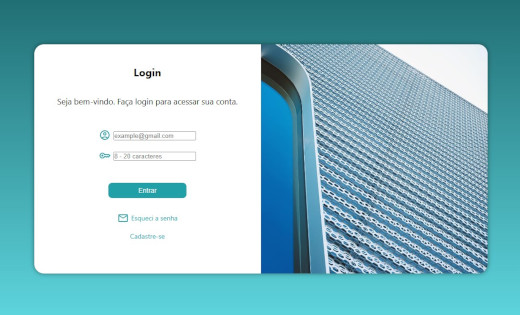 Login
Seja bem-vindo. Faça login para acessar sua conta.
example@gmail.com
8 - 20 caracteres
Entrar
Esqueci a senha
Cadastre-se